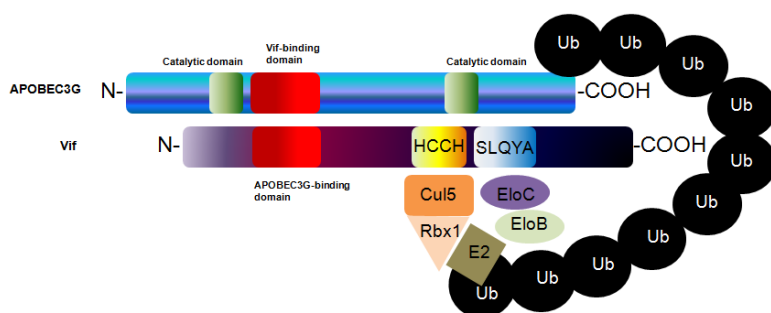 Ub Ub
Vif-binding
domain
Catalytic domain
Catalytic domain
Ub
APOBEC3G N- -COOH
Ub
Vif N- HCCH SLQYA -COOH
Ub
APOBEC3G-binding
domain
Cul5 EloC
Ub
EloB
Rbx1
Ub
E2
Ub
Ub
Ub